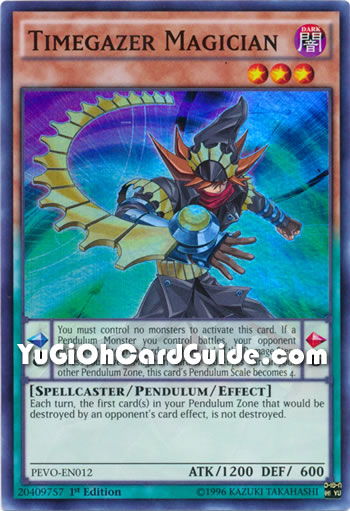 TIMEGAZER MAGICIAN
DARK
闇
You must control no monsters to activate this card. If a
Pendulum Monster you control battles, your opponent
YuGiOhCardGuide.com
other Pendulum Zone, this card's Pendulum Scale becomes 4.
[SPELLCASTER/PENDULUM/EFFECT]
Each turn, the first card(s) in your Pendulum Zone that would be
destroyed by an opponent's card effect, is not destroyed.
PEVO-EN012
ATK/1200 DEF/ 600
20409757 1st Edition
©1996 KAZUKI TAKAHASHI